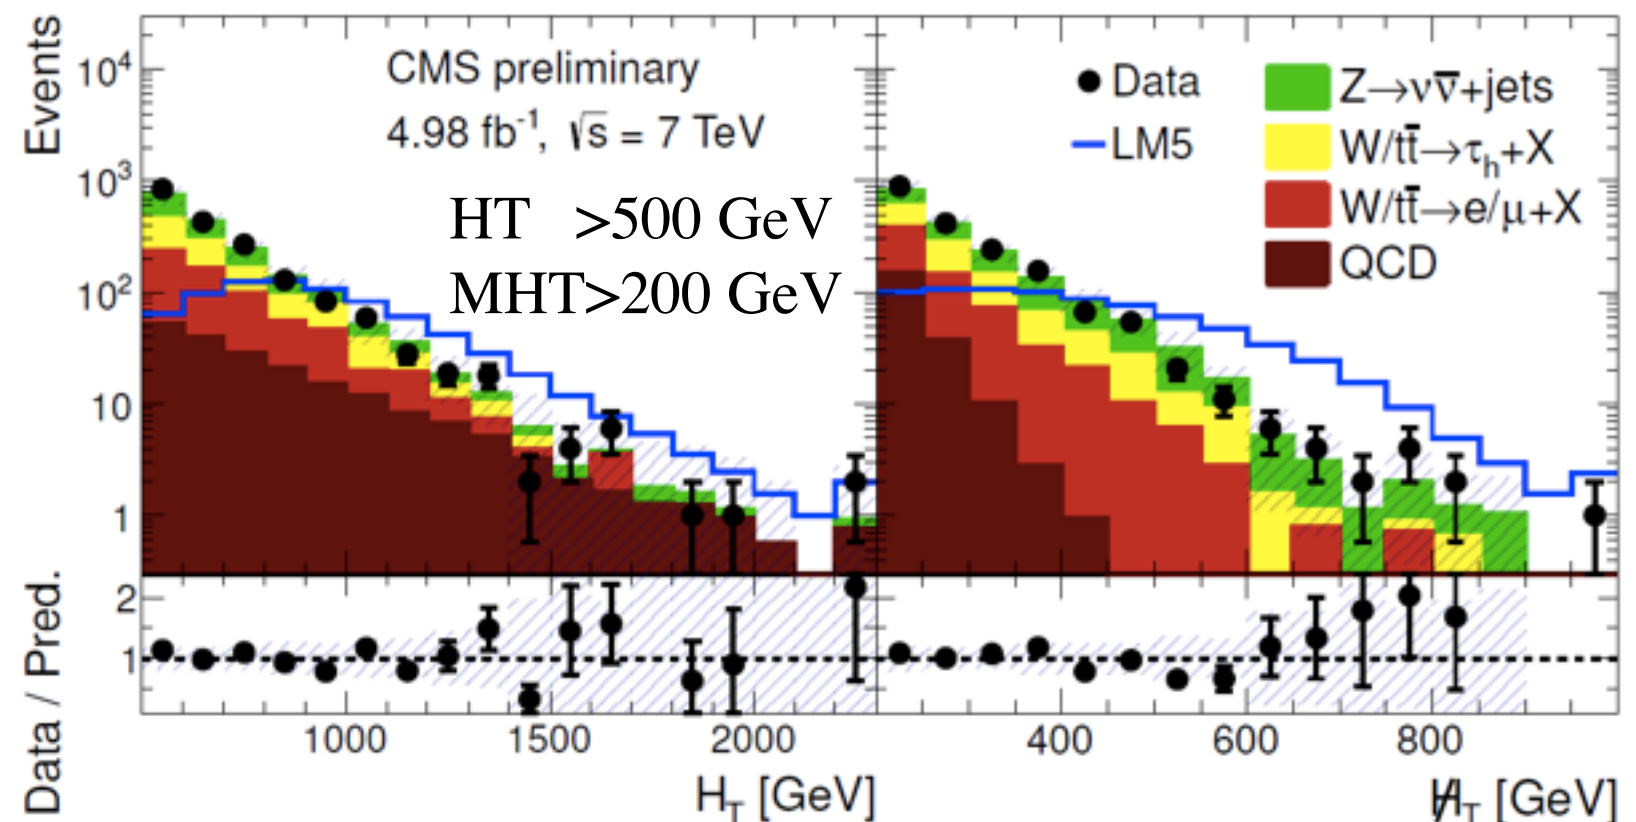 Events
10⁴
10³
10²
10
1
CMS preliminary
4.98 fb⁻¹, √s = 7 TeV
HT >500 GeV
MHT>200 GeV
Data
LM5
Z→νν̅+jets
W/tt̅→τₕ+X
W/tt̅→e/μ+X
QCD
Data / Pred.
2
1
1000 1500 2000
H_T [GeV]
400 600 800
H̸_T [GeV]